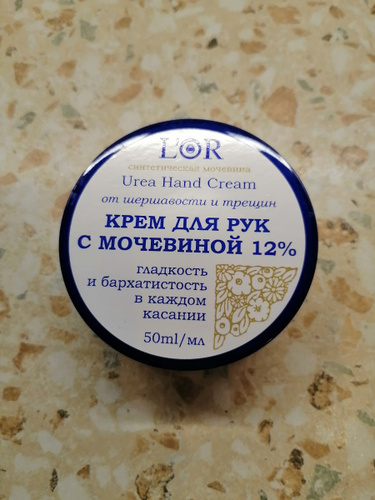 L'OR
синтетическая мочевина
Urea Hand Cream
от шершавости и трещин
КРЕМ ДЛЯ РУК
С МОЧЕВИНОЙ 12%
гладкость
и бархатистость
в каждом
касании
50ml/мл